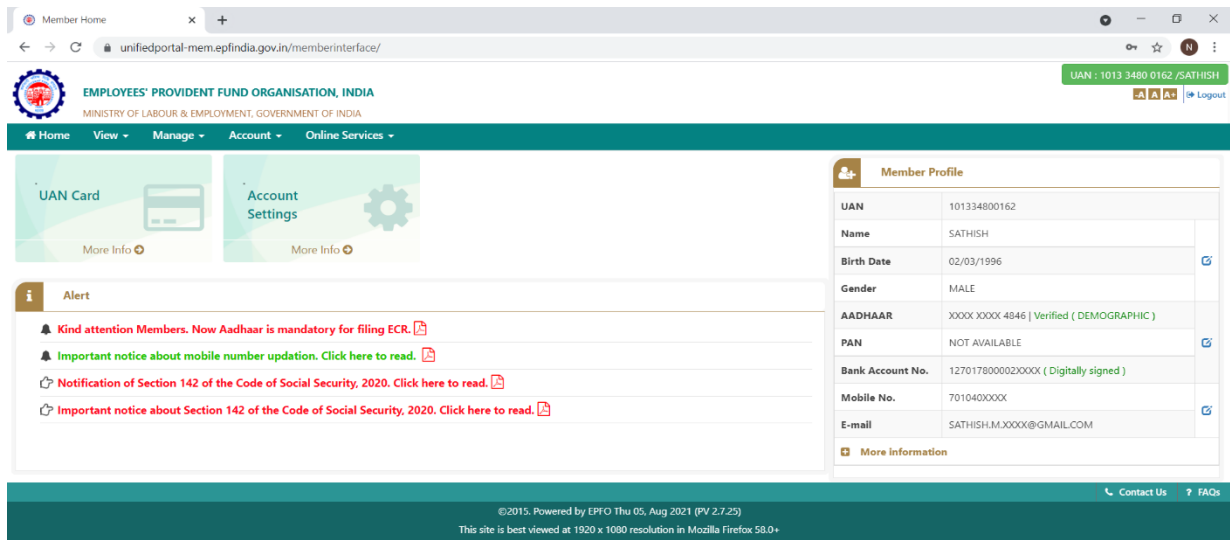 Member Home
unifiedportal-mem.epfindia.gov.in/memberinterface/
N
UAN : 1013 3480 0162 /SATHISH
EMPLOYEES' PROVIDENT FUND ORGANISATION, INDIA
MINISTRY OF LABOUR & EMPLOYMENT, GOVERNMENT OF INDIA
-A A A+ Logout
Home View Manage Account Online Services
UAN Card
More Info
Account
Settings
More Info
Alert
Kind attention Members. Now Aadhaar is mandatory for filing ECR.
Important notice about mobile number updation. Click here to read.
Notification of Section 142 of the Code of Social Security, 2020. Click here to read.
Important notice about Section 142 of the Code of Social Security, 2020. Click here to read.
Member Profile
UAN 101334800162
Name SATHISH
Birth Date 02/03/1996
Gender MALE
AADHAAR XXXX XXXX 4846 | Verified ( DEMOGRAPHIC )
PAN NOT AVAILABLE
Bank Account No. 127017800002XXXX ( Digitally signed )
Mobile No. 701040XXXX
E-mail SATHISH.M.XXXX@GMAIL.COM
More information
Contact Us ? FAQs
©2015. Powered by EPFO Thu 05, Aug 2021 (PV 2.7.25)
This site is best viewed at 1920 x 1080 resolution in Mozilla Firefox 58.0+